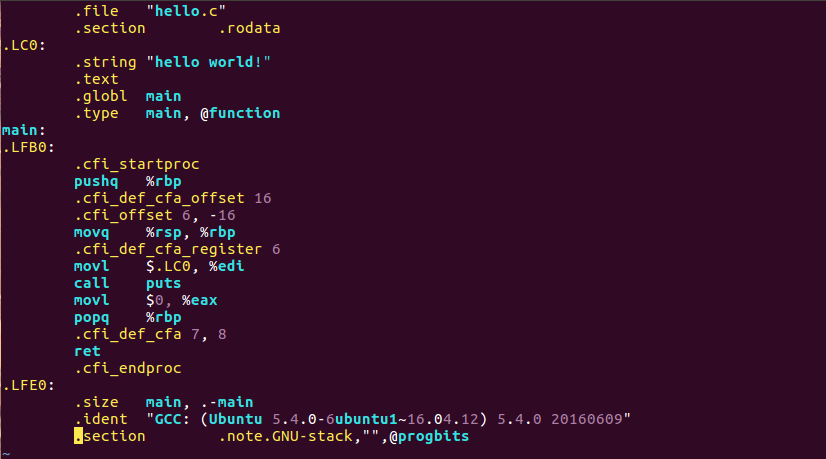 .file "hello.c"
.section .rodata
.LC0:
.string "hello world!"
.text
.globl main
.type main, @function
main:
.LFB0:
.cfi_startproc
pushq %rbp
.cfi_def_cfa_offset 16
.cfi_offset 6, -16
movq %rsp, %rbp
.cfi_def_cfa_register 6
movl $.LC0, %edi
call puts
movl $0, %eax
popq %rbp
.cfi_def_cfa 7, 8
ret
.cfi_endproc
.LFE0:
.size main, .-main
.ident "GCC: (Ubuntu 5.4.0-6ubuntu1~16.04.12) 5.4.0 20160609"
.section .note.GNU-stack,"",@progbits
~